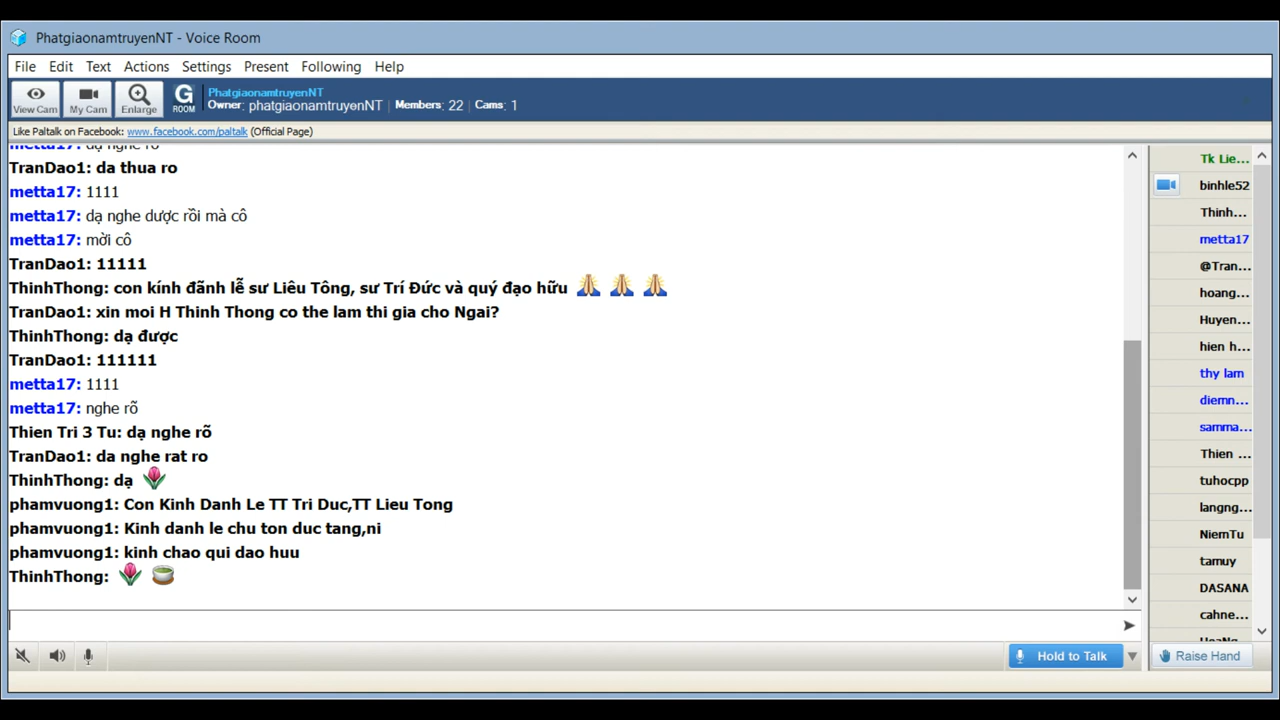 PhatgiaonamtruyenNT - Voice Room
File Edit Text Actions Settings Present Following Help
View Cam My Cam Enlarge G ROOM
PhatgiaonamtruyenNT
Owner: phatgiaonamtruyenNT Members: 22 Cams: 1
Like Paltalk on Facebook: www.facebook.com/paltalk (Official Page)
metta17: dạ nghe rõ
TranDao1: da thua ro
metta17: 1111
metta17: dạ nghe dược rồi mà cô
metta17: mời cô
TranDao1: 11111
ThinhThong: con kính đãnh lễ sư Liêu Tông, sư Trí Đức và quý đạo hữu
TranDao1: xin moi H Thinh Thong co the lam thi gia cho Ngai?
ThinhThong: dạ được
TranDao1: 111111
metta17: 1111
metta17: nghe rõ
Thien Tri 3 Tu: dạ nghe rõ
TranDao1: da nghe rat ro
ThinhThong: dạ
phamvuong1: Con Kinh Danh Le TT Tri Duc,TT Lieu Tong
phamvuong1: Kinh danh le chu ton duc tang,ni
phamvuong1: kinh chao qui dao huu
ThinhThong:
Tk Lie...
binhle52
Thinh...
metta17
@Tran...
hoang...
Huyen...
hien h...
thy lam
diemn...
samma...
Thien ...
tuhocpp
langng...
NiemTu
tamuy
DASANA
cahne...
Hold to Talk
Raise Hand